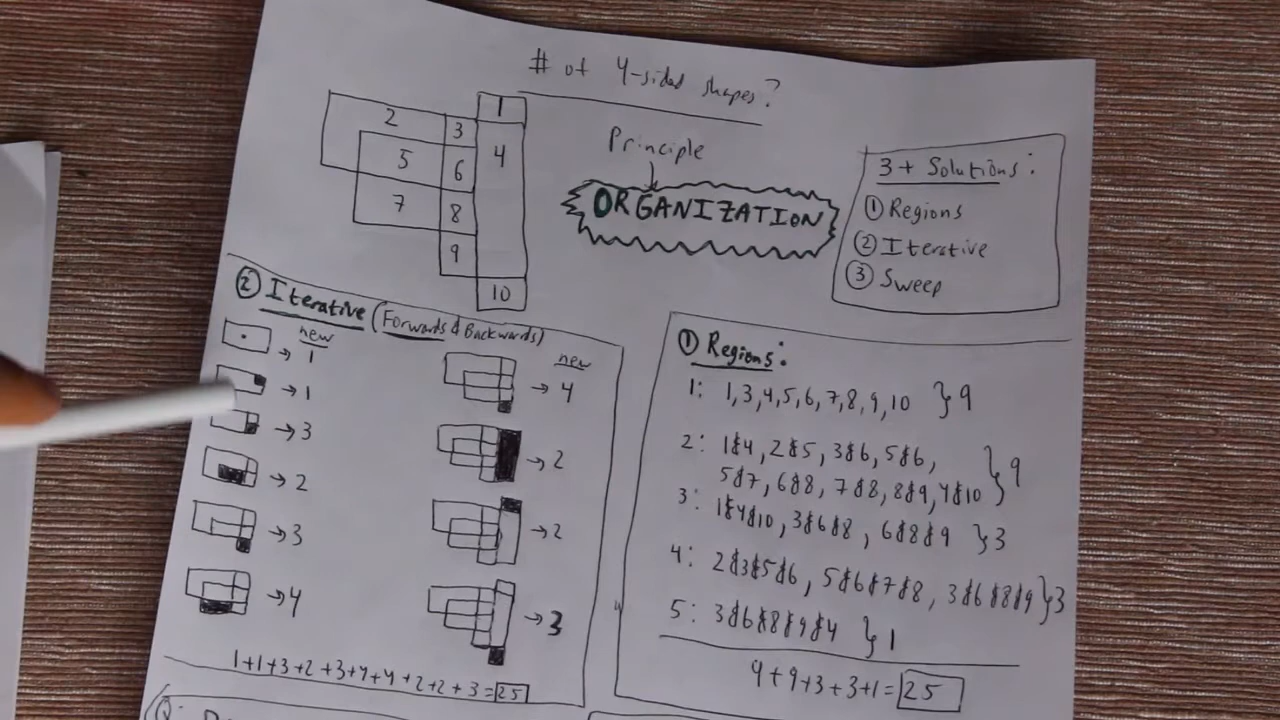 # of 4-sided shapes?
1
2
3
4
5
6
7
8
9
10
Principle
ORGANIZATION
3+ Solutions:
① Regions
② Iterative
③ Sweep
② Iterative (Forwards & Backwards)
new
→ 1
→ 1
→ 3
→ 2
→ 3
→ 4
new
→ 4
→ 2
→ 2
→ 3
1+1+3+2+3+4+4+2+2+3=25
① Regions:
1: 1,3,4,5,6,7,8,9,10 } 9
2: 1&4, 2&5, 3&6, 5&6,
5&7, 6&8, 7&8, 8&9, 4&10 } 9
3: 1&4&10, 3&6&8, 6&8&9 } 3
4: 2&3&5&6, 5&6&7&8, 3&6&8&9 } 3
5: 3&6&8&9&4 } 1
9+9+3+3+1=25